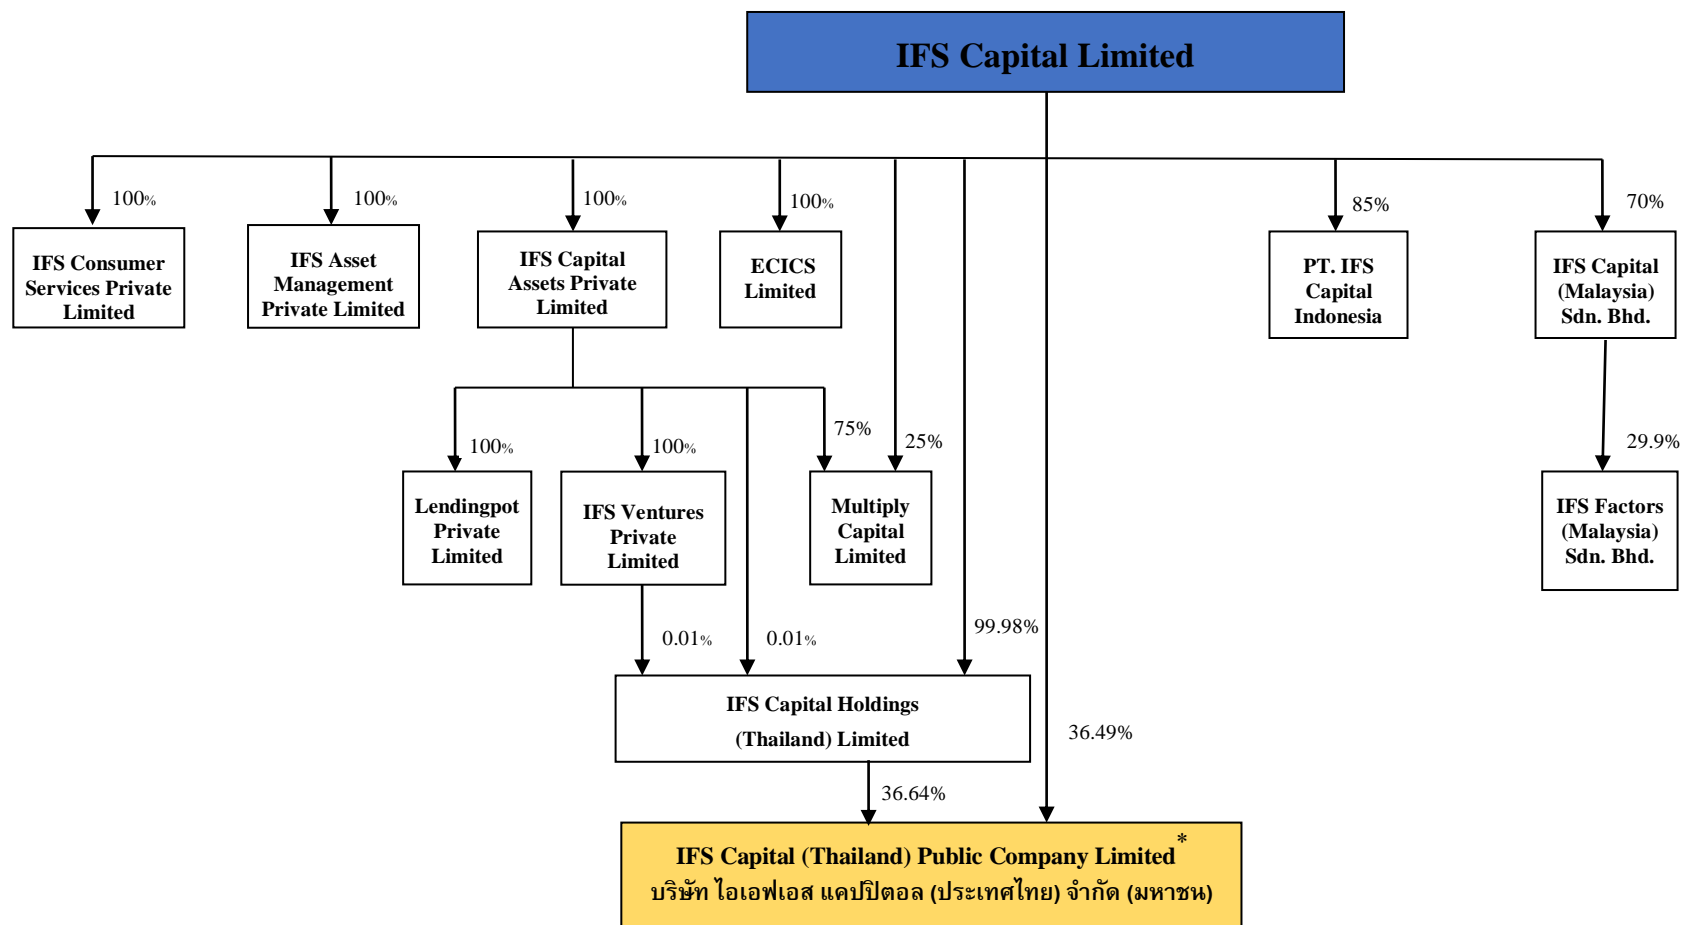 IFS Capital Limited
100%
100%
100%
100%
85%
70%
IFS Consumer
Services Private
Limited
IFS Asset
Management
Private Limited
IFS Capital
Assets Private
Limited
ECICS
Limited
PT. IFS
Capital
Indonesia
IFS Capital
(Malaysia)
Sdn. Bhd.
100%
100%
75%
25%
29.9%
Lendingpot
Private
Limited
IFS Ventures
Private
Limited
Multiply
Capital
Limited
IFS Factors
(Malaysia)
Sdn. Bhd.
0.01%
0.01%
99.98%
IFS Capital Holdings
(Thailand) Limited
36.49%
36.64%
IFS Capital (Thailand) Public Company Limited*
บริษัท ไอเอฟเอส แคปปิตอล (ประเทศไทย) จำกัด (มหาชน)